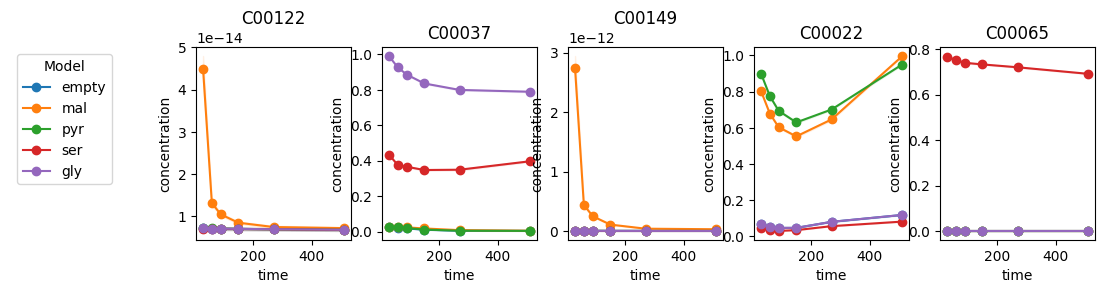 Model
empty
mal
pyr
ser
gly
C00122
1e−14
5
4
3
2
1
concentration
200
400
time
C00037
1.0
0.8
0.6
0.4
0.2
0.0
concentration
200
400
time
C00149
1e−12
3
2
1
0
concentration
200
400
time
C00022
1.0
0.8
0.6
0.4
0.2
0.0
concentration
200
400
time
C00065
0.8
0.6
0.4
0.2
0.0
concentration
200
400
time